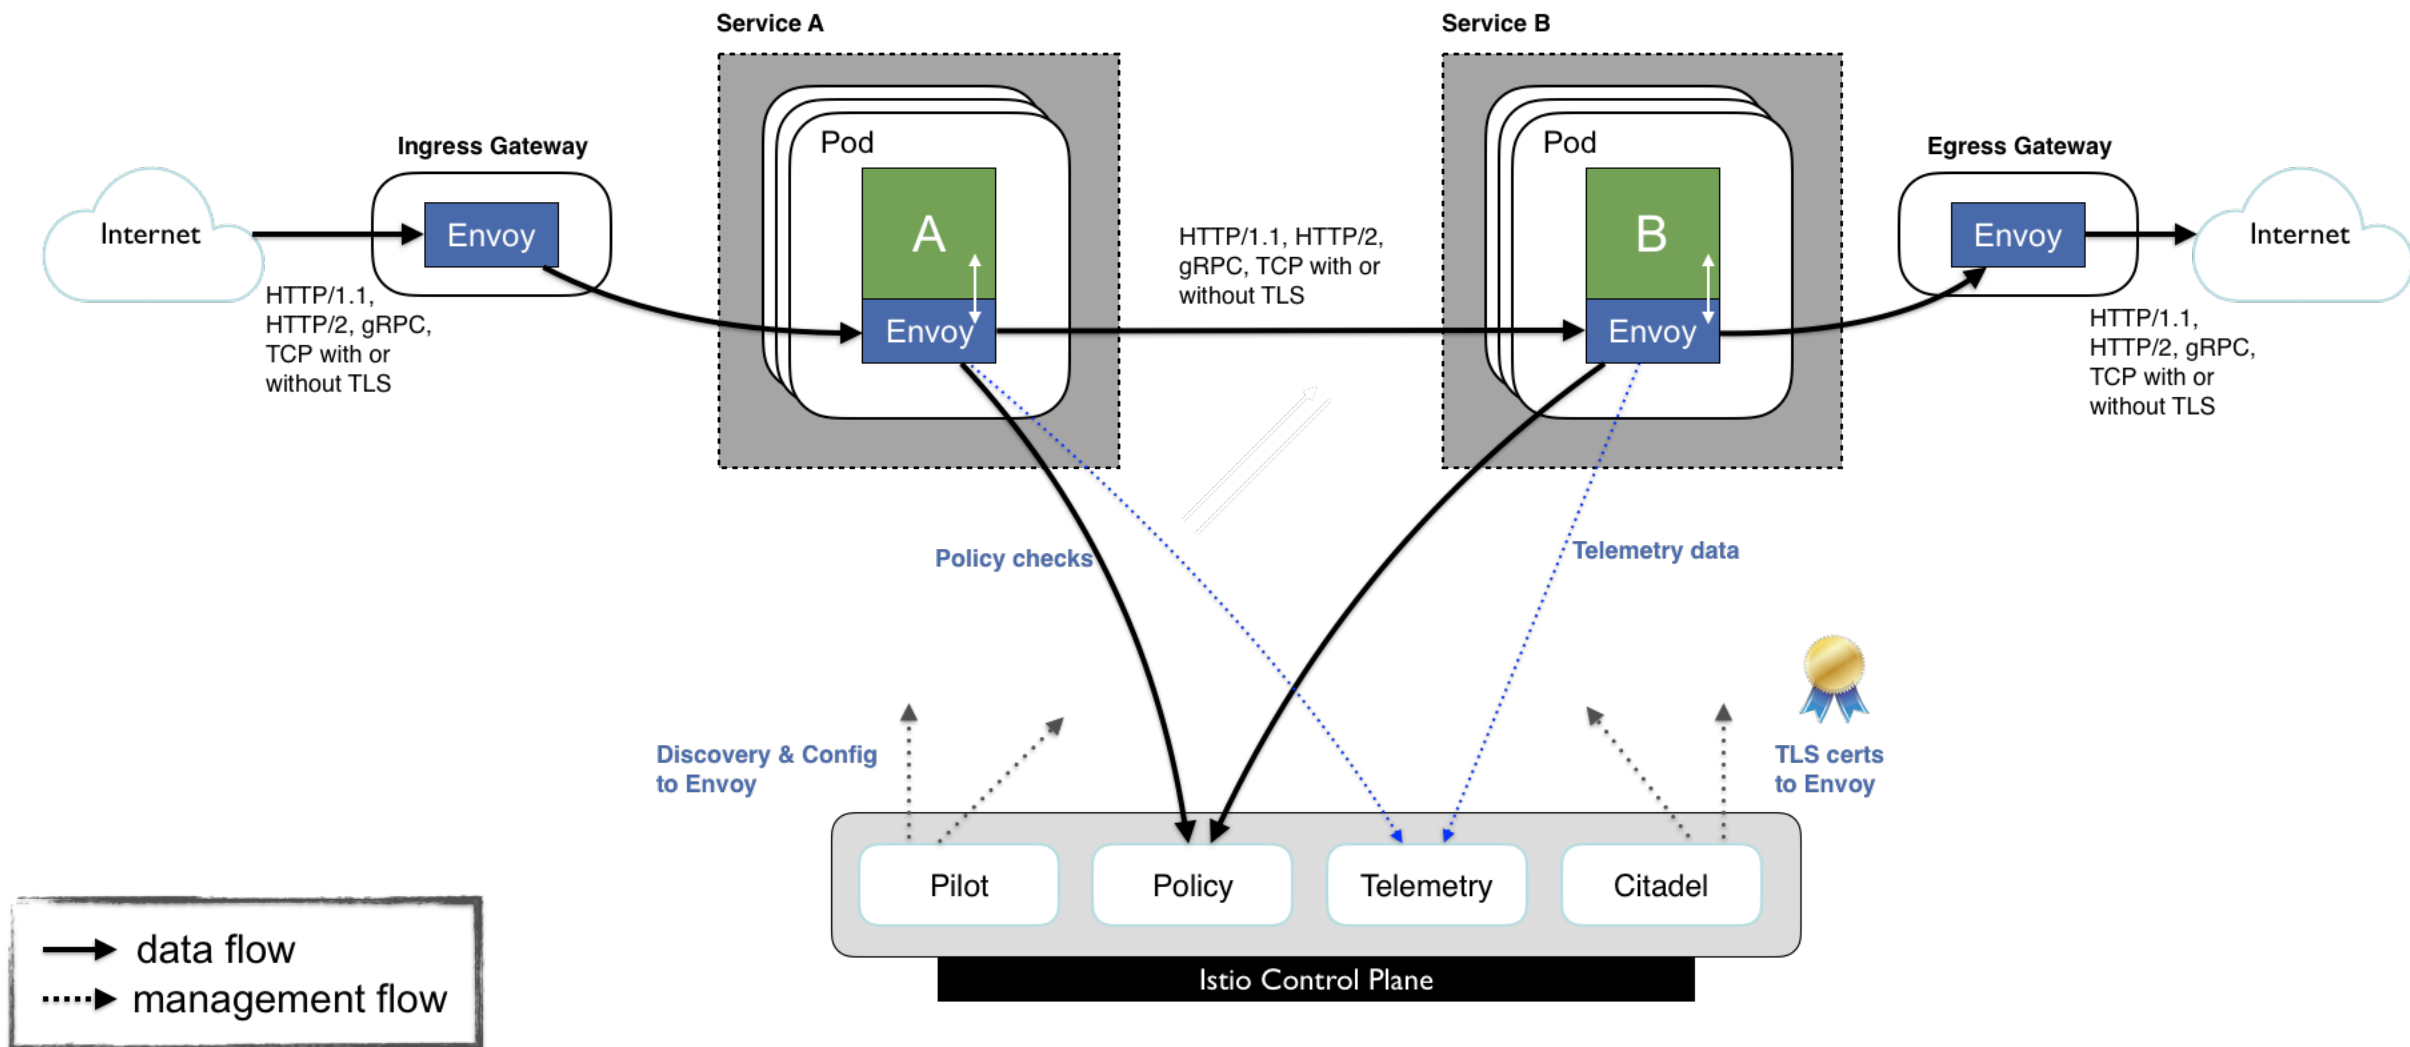 Service A
Service B
Ingress Gateway
Egress Gateway
Pod
Pod
Internet
Envoy
A
Envoy
HTTP/1.1, HTTP/2,
gRPC, TCP with or
without TLS
B
Envoy
Envoy
Internet
HTTP/1.1,
HTTP/2, gRPC,
TCP with or
without TLS
HTTP/1.1,
HTTP/2, gRPC,
TCP with or
without TLS
Policy checks
Telemetry data
Discovery & Config
to Envoy
TLS certs
to Envoy
Pilot
Policy
Telemetry
Citadel
Istio Control Plane
data flow
management flow